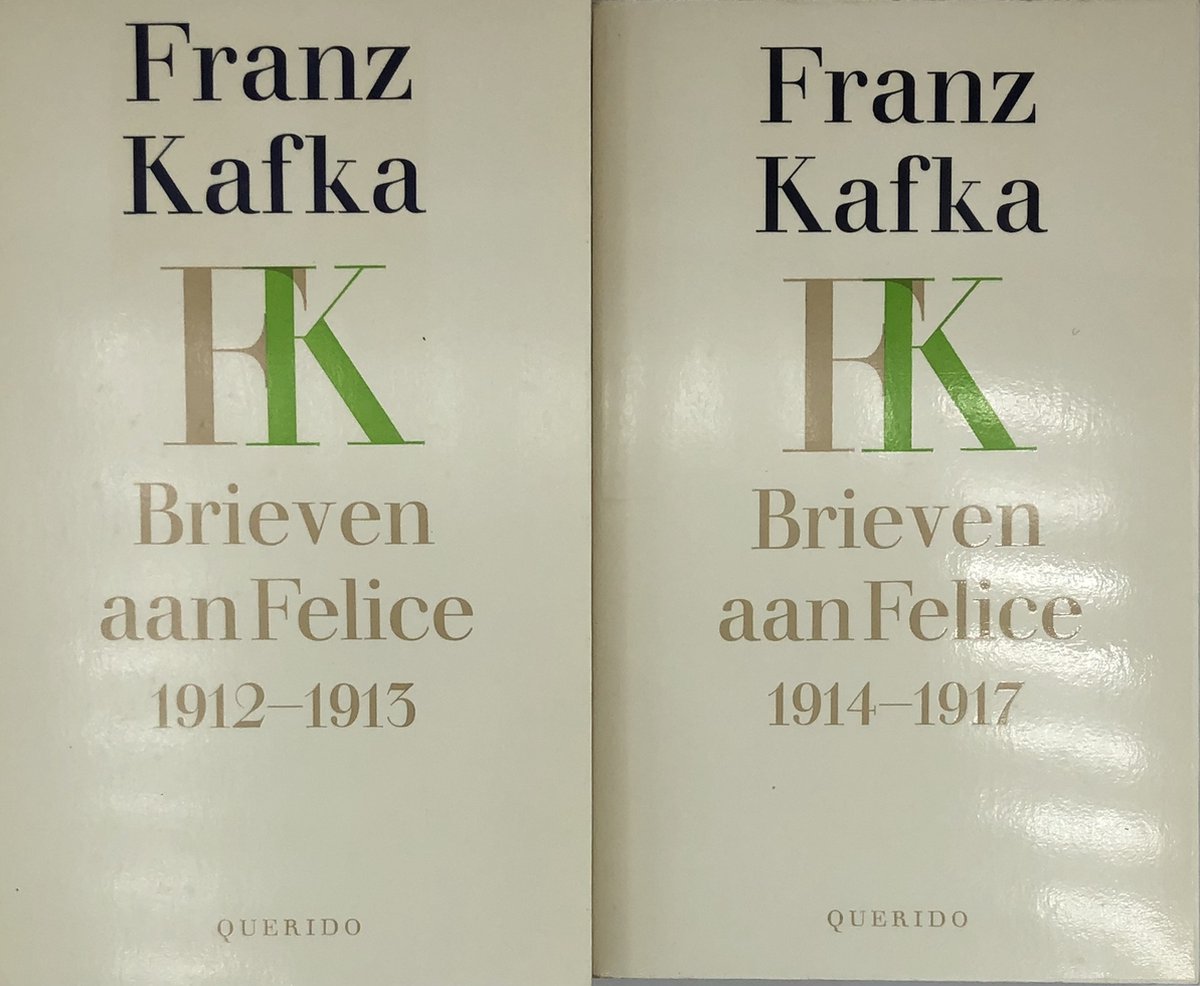 Franz
Kafka
FK
Brieven
aan Felice
1912–1913
QUERIDO
Franz
Kafka
FK
Brieven
aan Felice
1914–1917
QUERIDO